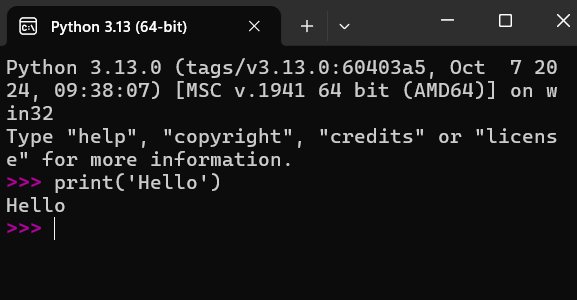 Python 3.13 (64-bit)
Python 3.13.0 (tags/v3.13.0:60403a5, Oct  7 20
24, 09:38:07) [MSC v.1941 64 bit (AMD64)] on w
in32
Type "help", "copyright", "credits" or "licens
e" for more information.
>>> print('Hello')
Hello
>>>